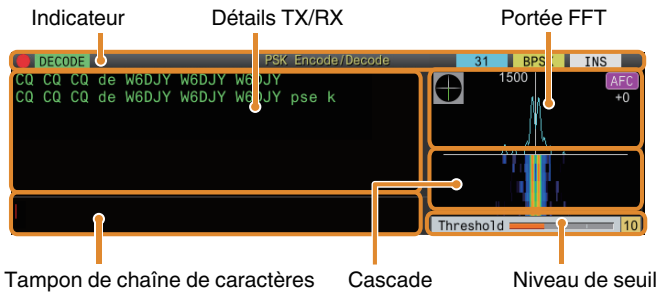 Indicateur Détails TX/RX Portée FFT
DECODE PSK Encode/Decode 31 BPSK INS
CQ CQ CQ de W6DJY W6DJY W6DJY
CQ CQ CQ de W6DJY W6DJY W6DJY pse k
1500 AFC
+0
Threshold 10
Tampon de chaîne de caractères Cascade Niveau de seuil